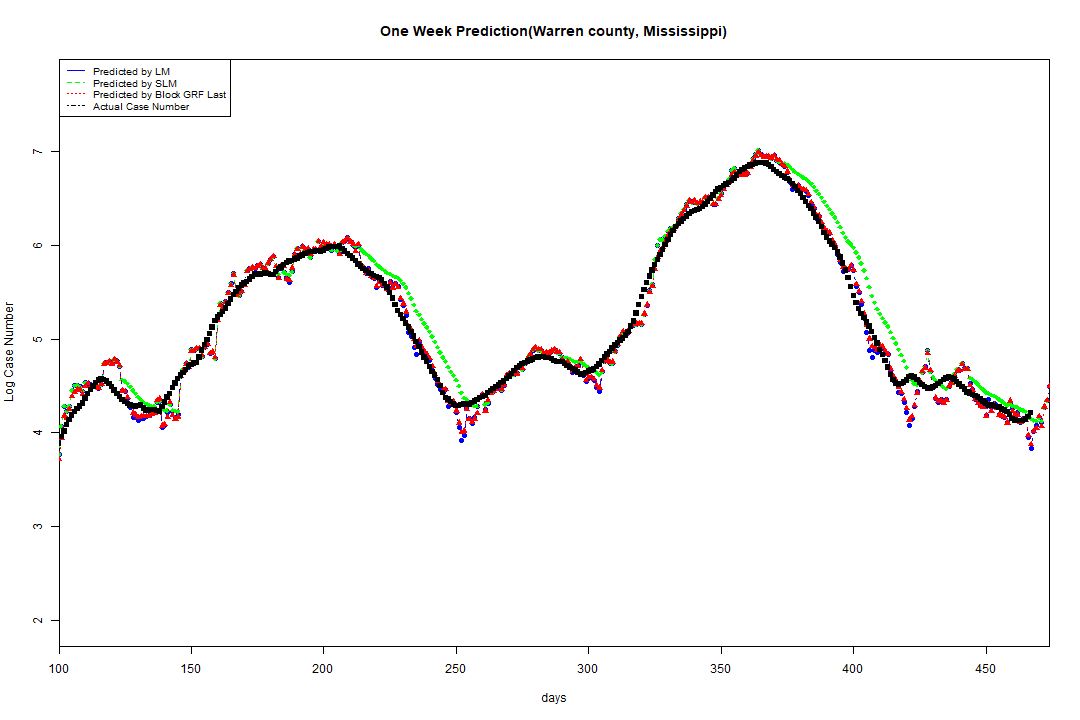 One Week Prediction(Warren county, Mississippi)
Predicted by LM
Predicted by SLM
Predicted by Block GRF Last
Actual Case Number
7
6
5
4
3
2
Log Case Number
100 150 200 250 300 350 400 450
days